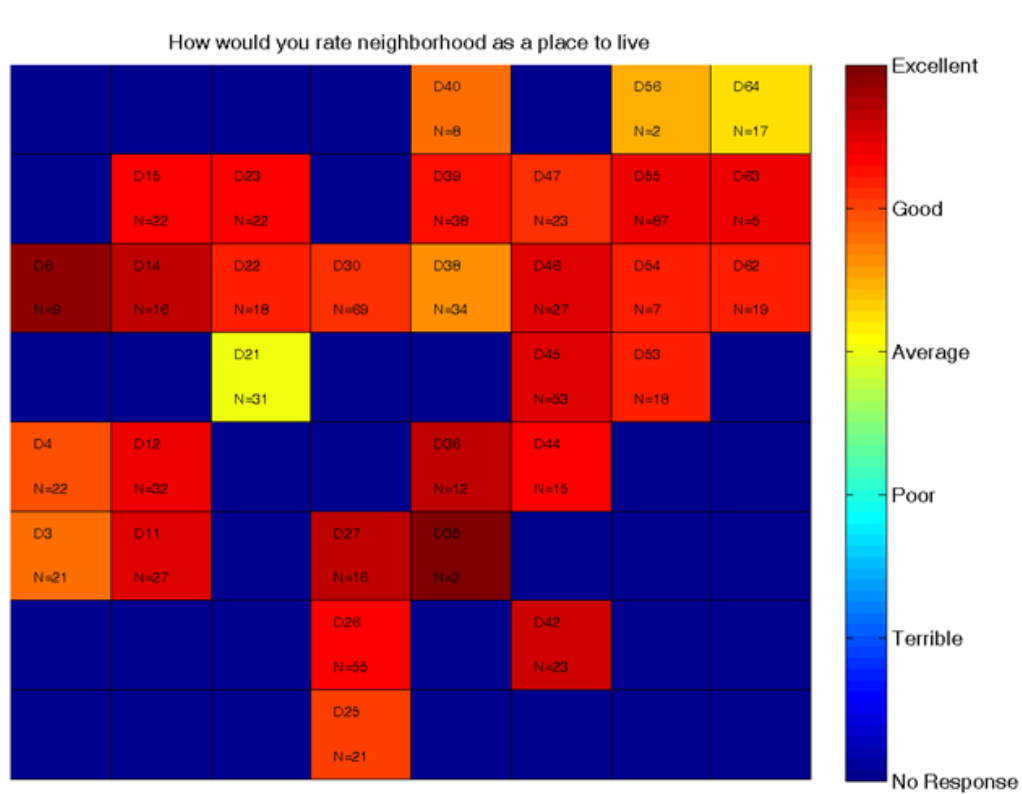 How would you rate neighborhood as a place to live
D40
N=8
D56
N=2
D64
N=17
D15
N=22
D23
N=22
D39
N=38
D47
N=23
D55
N=87
D63
N=5
D6
N=9
D14
N=16
D22
N=18
D30
N=69
D38
N=34
D46
N=27
D54
N=7
D62
N=19
D21
N=31
D45
N=53
D53
N=18
D4
N=22
D12
N=32
D36
N=12
D44
N=15
D3
N=21
D11
N=27
D27
N=16
D35
N=2
D26
N=55
D42
N=23
D25
N=21
Excellent
Good
Average
Poor
Terrible
No Response